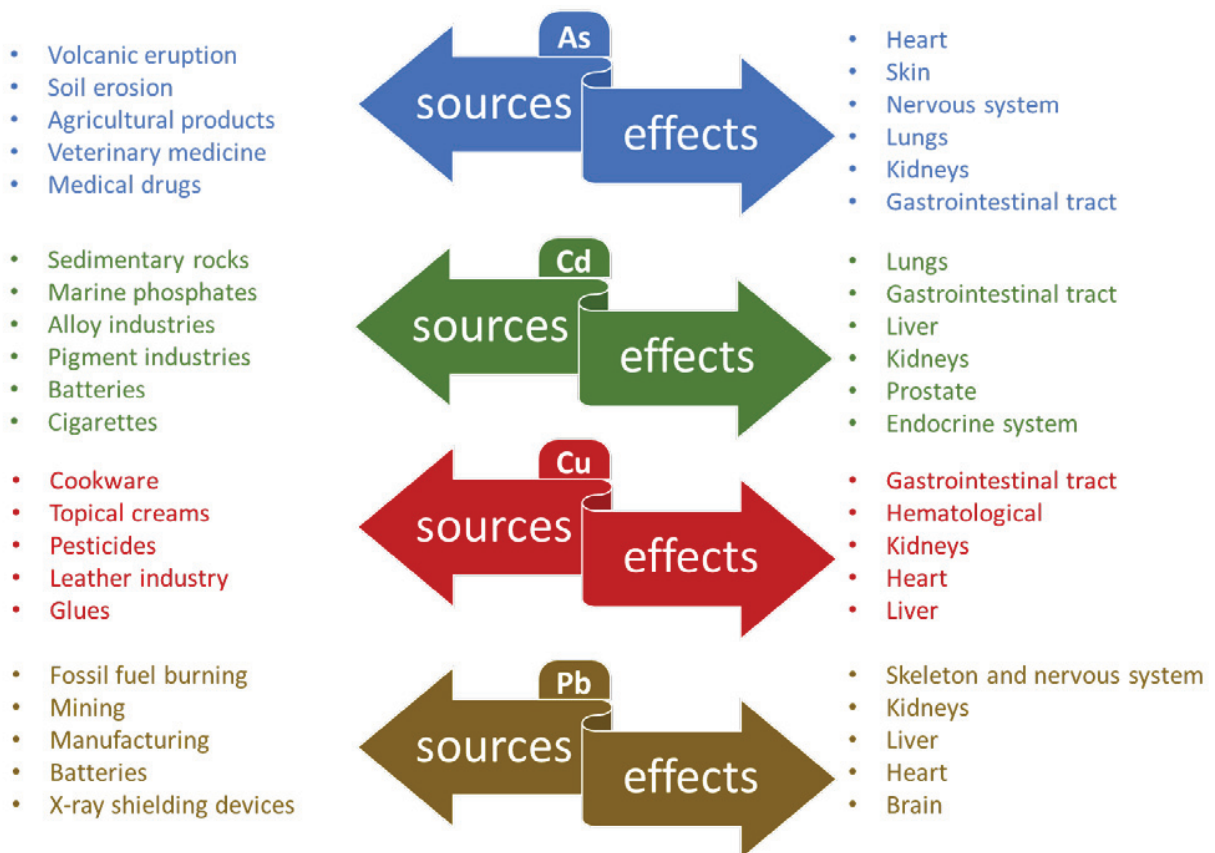 As
• Volcanic eruption
• Soil erosion
• Agricultural products
• Veterinary medicine
• Medical drugs
sources
effects
• Heart
• Skin
• Nervous system
• Lungs
• Kidneys
• Gastrointestinal tract
Cd
• Sedimentary rocks
• Marine phosphates
• Alloy industries
• Pigment industries
• Batteries
• Cigarettes
sources
effects
• Lungs
• Gastrointestinal tract
• Liver
• Kidneys
• Prostate
• Endocrine system
Cu
• Cookware
• Topical creams
• Pesticides
• Leather industry
• Glues
sources
effects
• Gastrointestinal tract
• Hematological
• Kidneys
• Heart
• Liver
Pb
• Fossil fuel burning
• Mining
• Manufacturing
• Batteries
• X-ray shielding devices
sources
effects
• Skeleton and nervous system
• Kidneys
• Liver
• Heart
• Brain